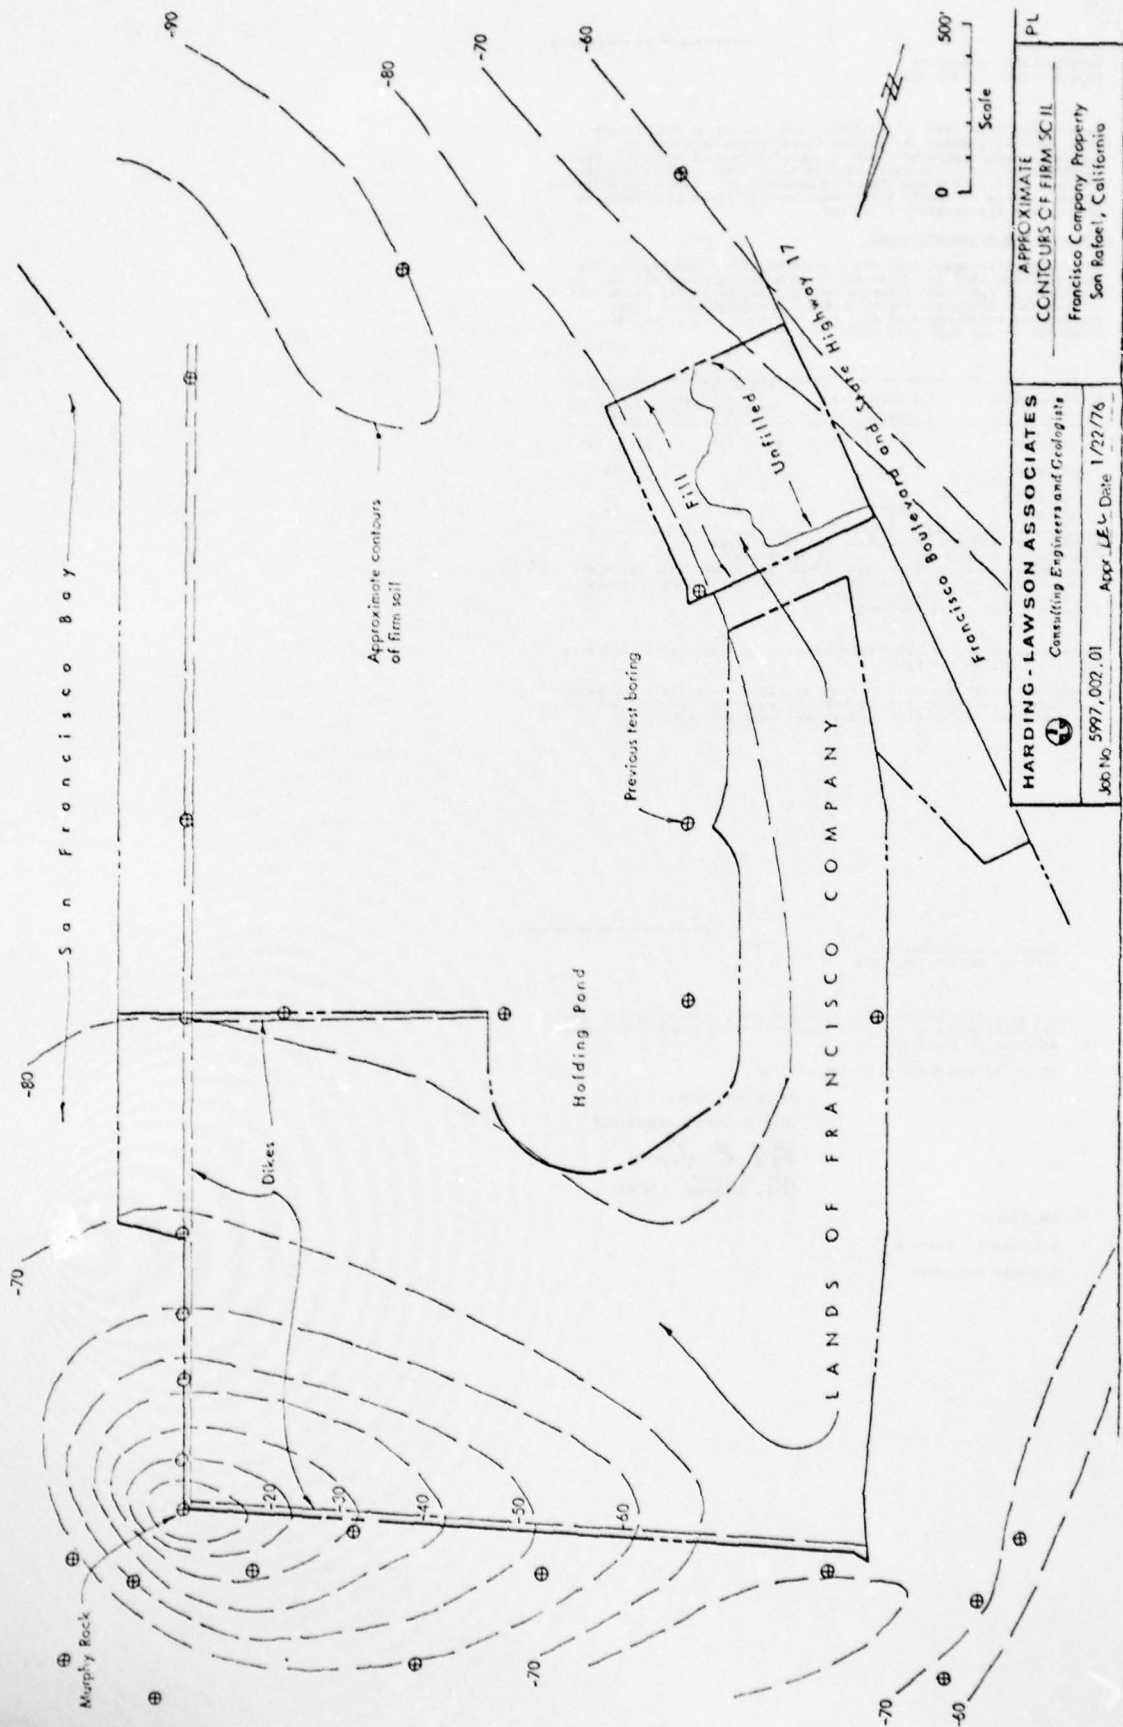 San Francisco Bay
-90
-80
-70
-60
-80
-70
Approximate contours
of firm soil
Fill
Unfilled
Francisco Boulevard and State Highway 17
Previous test boring
Holding Pond
Dikes
LANDS OF FRANCISCO COMPANY
Murphy Rock
-20
-30
-40
-50
-60
-70
-70
-60
N
0 500'
Scale
HARDING - LAWSON ASSOCIATES
Consulting Engineers and Geologists
Job No 5997,002.01 Appr LEL Date 1/22/76
APPROXIMATE
CONTOURS OF FIRM SOIL
Francisco Company Property
San Rafael, California
PL